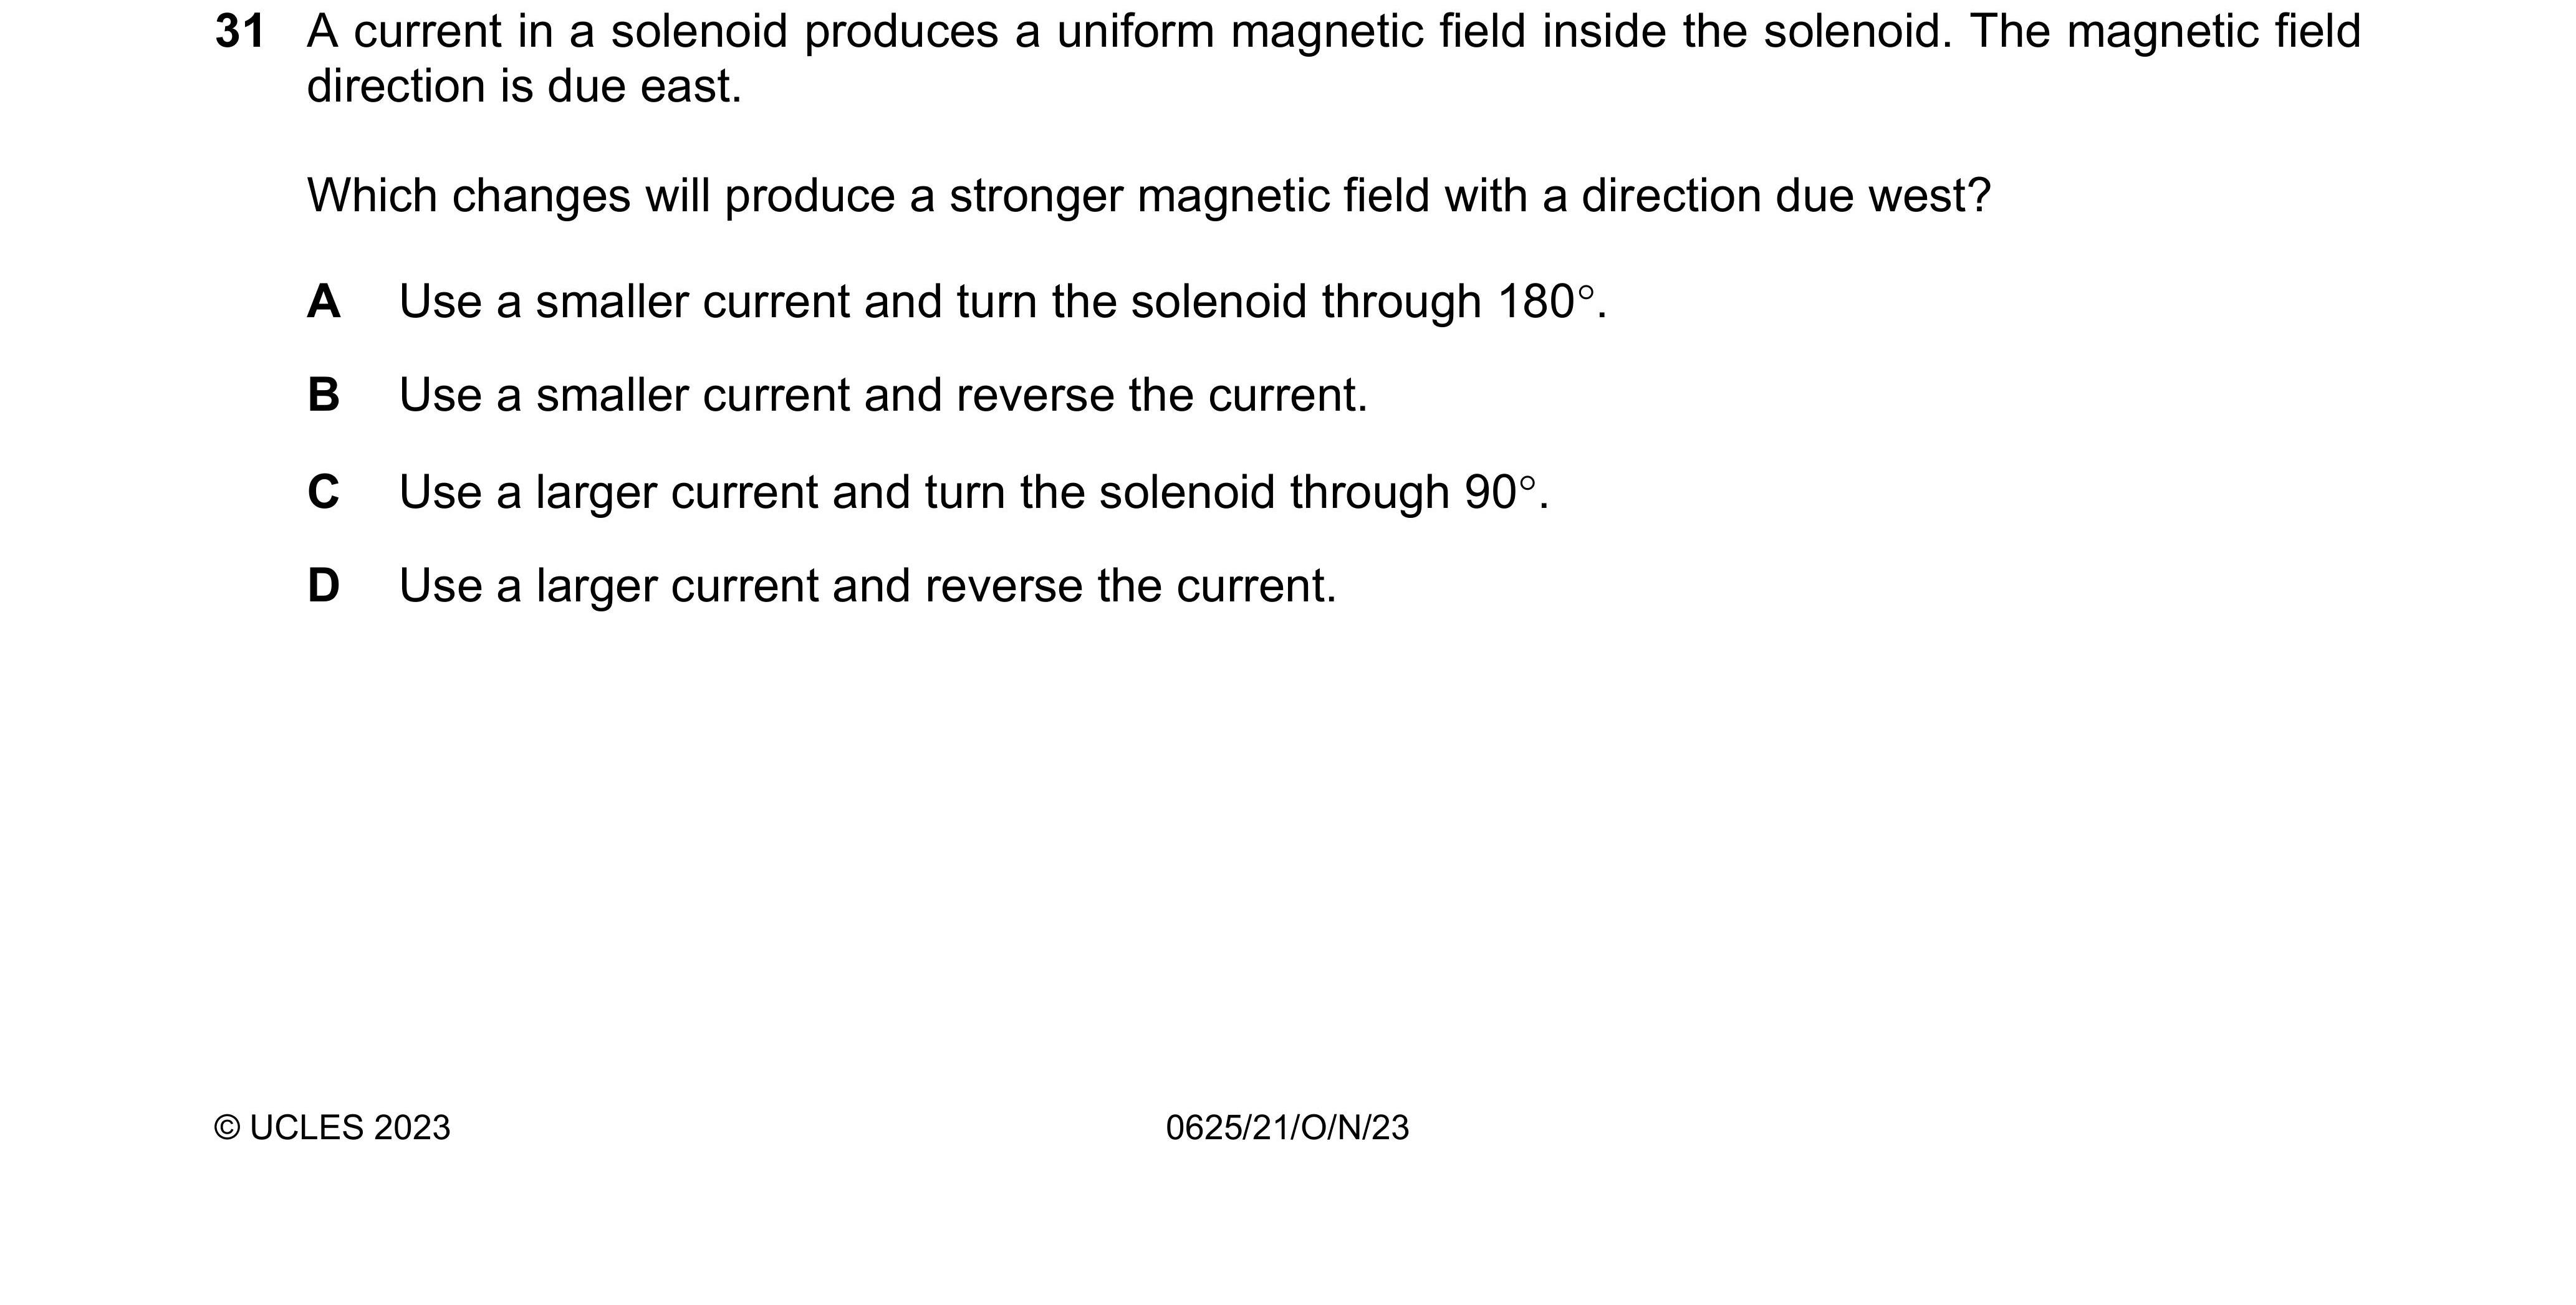 31 A current in a solenoid produces a uniform magnetic field inside the solenoid. The magnetic field
direction is due east.
Which changes will produce a stronger magnetic field with a direction due west?
A Use a smaller current and turn the solenoid through 180°.
B Use a smaller current and reverse the current.
C Use a larger current and turn the solenoid through 90°.
D Use a larger current and reverse the current.
© UCLES 2023 0625/21/O/N/23